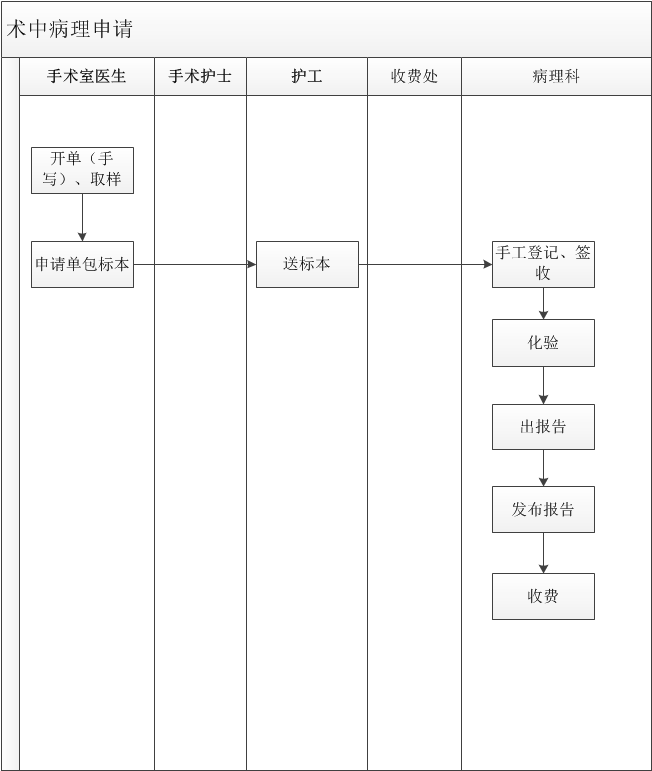 术中病理申请
手术室医生
手术护士
护工
收费处
病理科
开单（手
写）、取样
申请单包标本
送标本
手工登记、签
收
化验
出报告
发布报告
收费